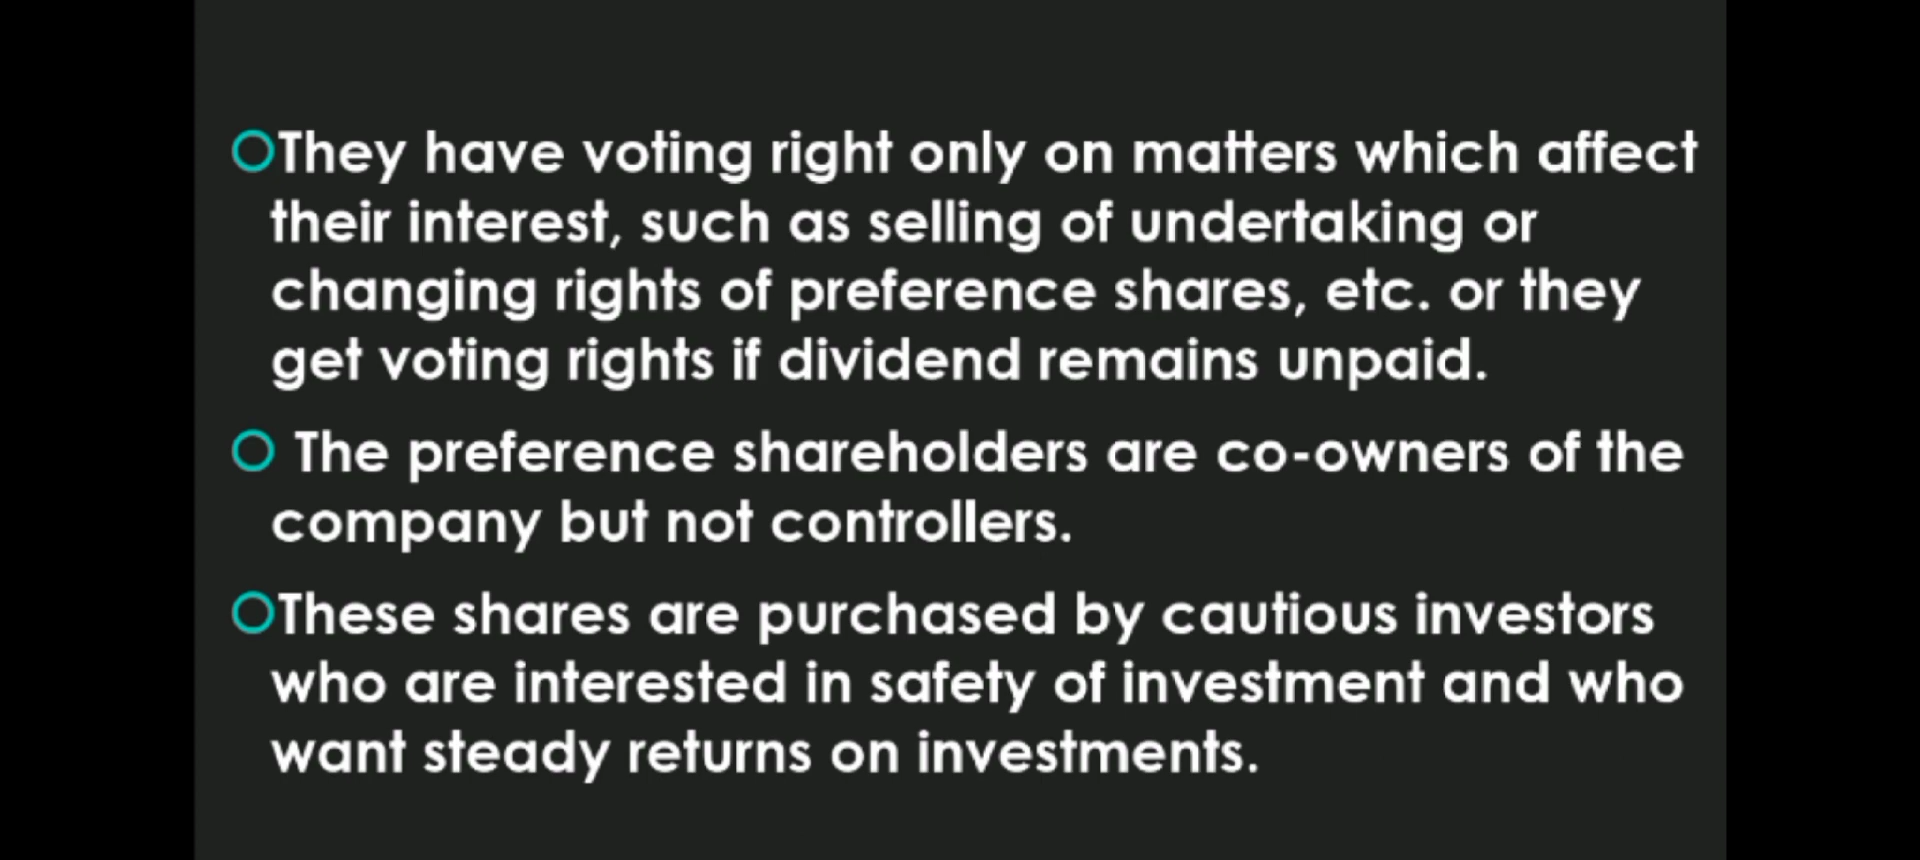 They have voting right only on matters which affect
their interest, such as selling of undertaking or
changing rights of preference shares, etc. or they
get voting rights if dividend remains unpaid.
The preference shareholders are co-owners of the
company but not controllers.
These shares are purchased by cautious investors
who are interested in safety of investment and who
want steady returns on investments.